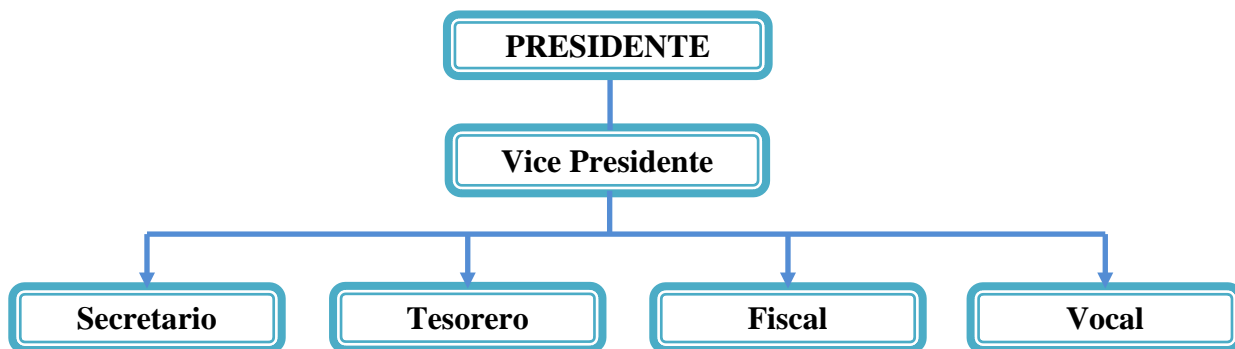 PRESIDENTE
Vice Presidente
Secretario
Tesorero
Fiscal
Vocal